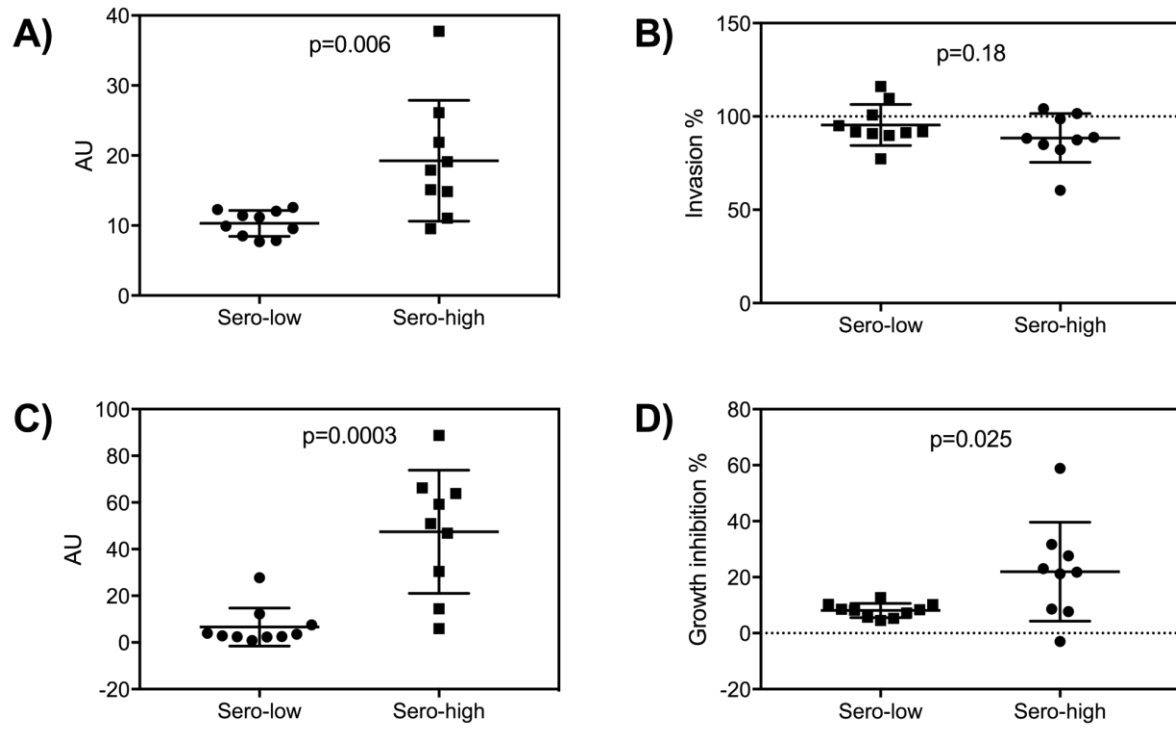 A)
p=0.006
AU
40
30
20
10
0
Sero-low
Sero-high
B)
p=0.18
Invasion %
150
100
50
0
Sero-low
Sero-high
C)
p=0.0003
AU
100
80
60
40
20
0
-20
Sero-low
Sero-high
D)
p=0.025
Growth inhibition %
80
60
40
20
0
-20
Sero-low
Sero-high